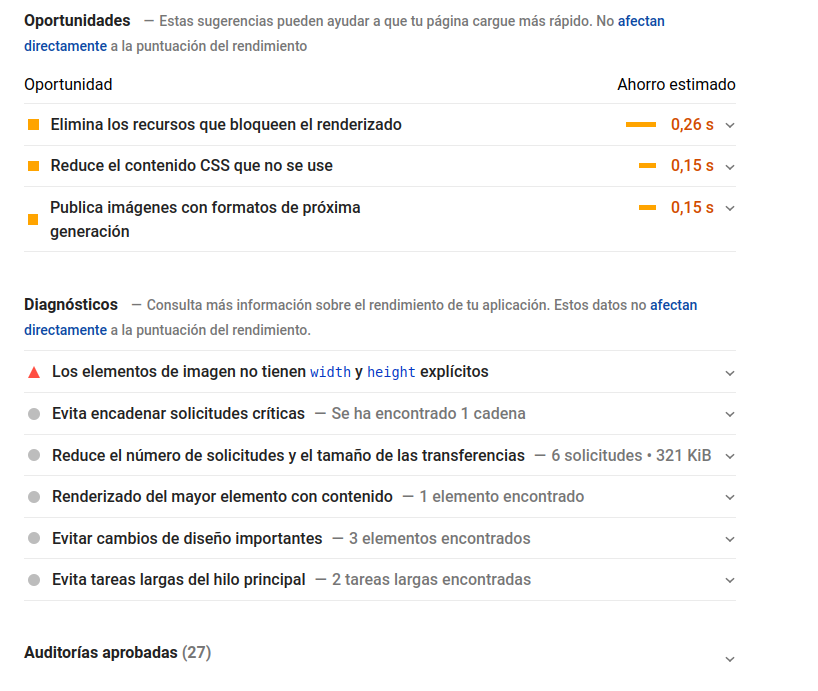 Oportunidades — Estas sugerencias pueden ayudar a que tu página cargue más rápido. No afectan
directamente a la puntuación del rendimiento
Oportunidad Ahorro estimado
Elimina los recursos que bloqueen el renderizado 0,26 s
Reduce el contenido CSS que no se use 0,15 s
Publica imágenes con formatos de próxima 0,15 s
generación
Diagnósticos — Consulta más información sobre el rendimiento de tu aplicación. Estos datos no afectan
directamente a la puntuación del rendimiento.
Los elementos de imagen no tienen width y height explícitos
Evita encadenar solicitudes críticas — Se ha encontrado 1 cadena
Reduce el número de solicitudes y el tamaño de las transferencias — 6 solicitudes • 321 KiB
Renderizado del mayor elemento con contenido — 1 elemento encontrado
Evitar cambios de diseño importantes — 3 elementos encontrados
Evita tareas largas del hilo principal — 2 tareas largas encontradas
Auditorías aprobadas (27)